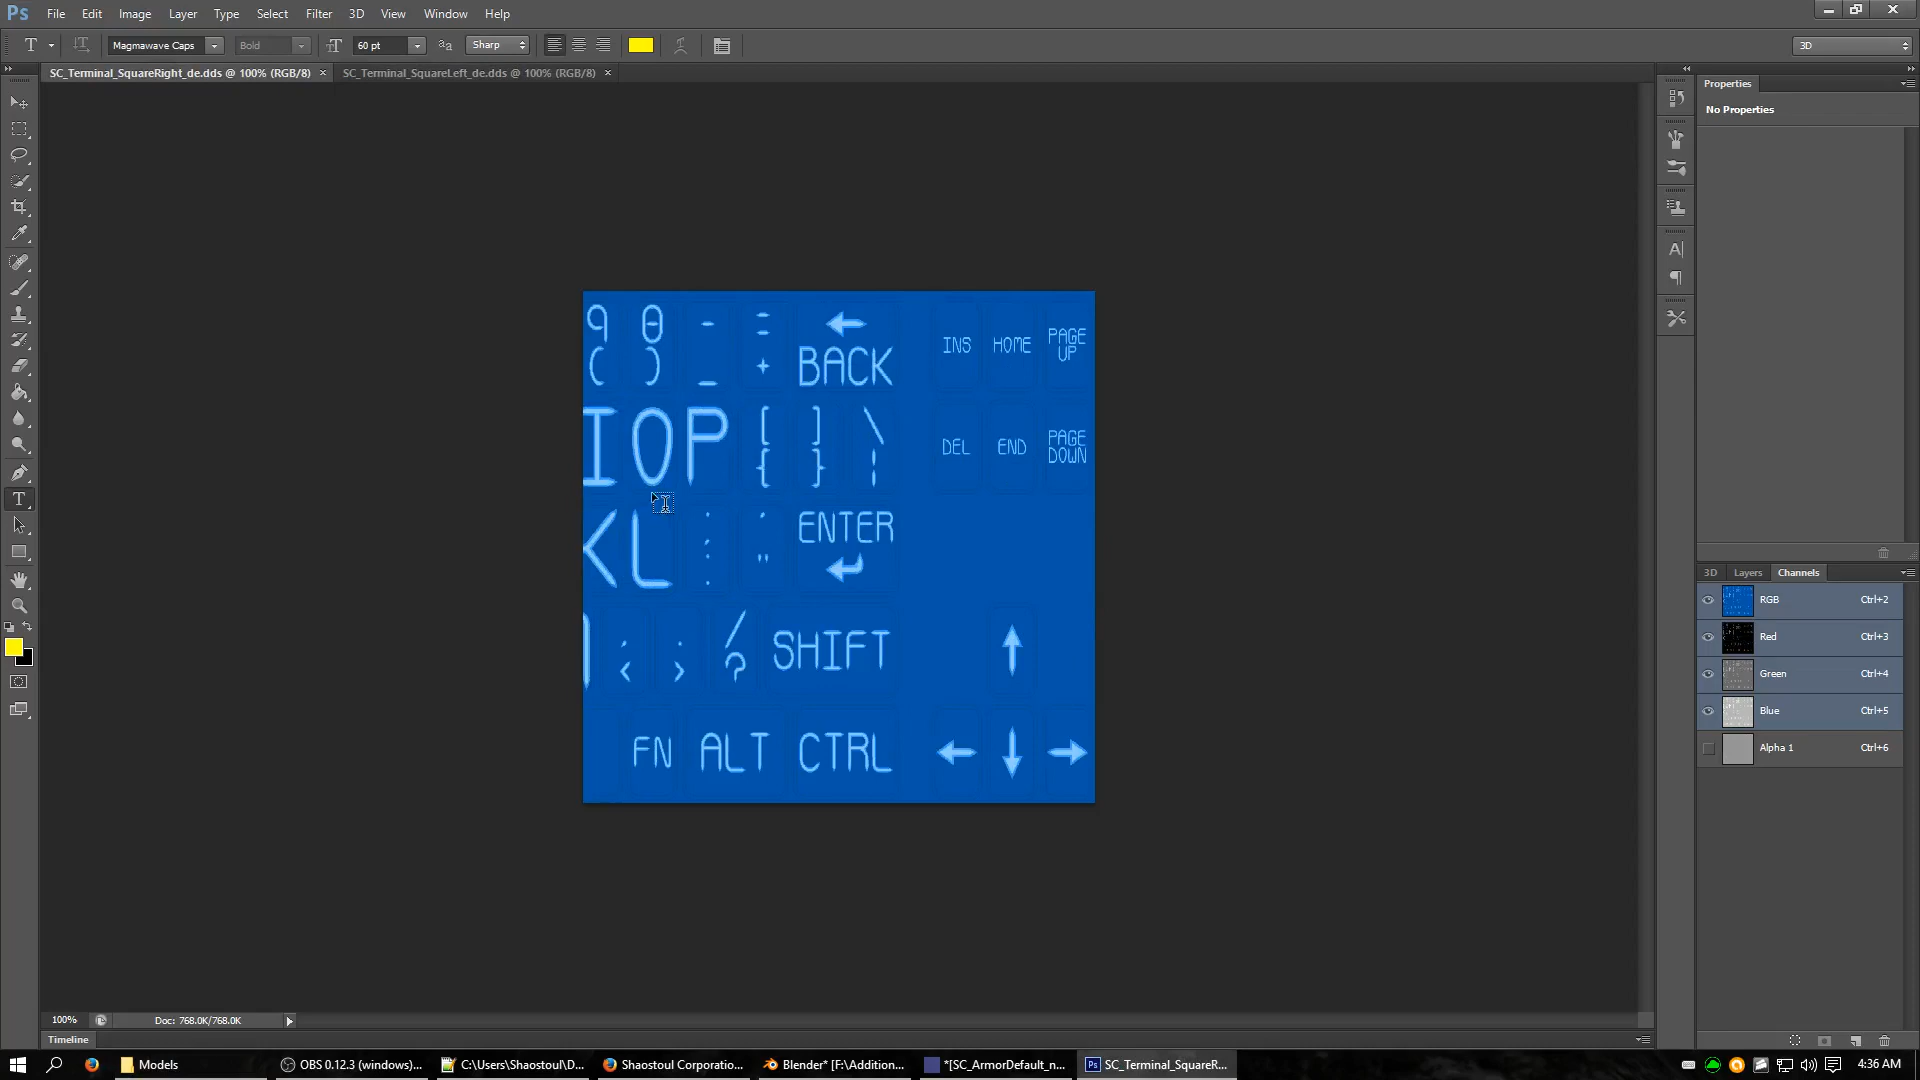 Ps File Edit Image Layer Type Select Filter 3D View Window Help
T Magmawave Caps Bold 60 pt Sharp 3D
SC_Terminal_SquareRight_de.dds @ 100% (RGB/8) × SC_Terminal_SquareLeft_de.dds @ 100% (RGB/8) ×
Properties
No Properties
9 0 - = BACK
( ) _ +
INS HOME PAGE UP
I O P [ ] \
{ } ¦
DEL END PAGE DOWN
K L ENTER
"
/ SHIFT
< > ?
FN ALT CTRL
3D Layers Channels
RGB Ctrl+2
Red Ctrl+3
Green Ctrl+4
Blue Ctrl+5
Alpha 1 Ctrl+6
100% Doc: 768.0K/768.0K
Timeline
Models OBS 0.12.3 (windows)... C:\Users\Shaostoul\D... Shaostoul Corporatio... Blender* [F:\Addition... *[SC_ArmorDefault_n... SC_Terminal_SquareR... 4:36 AM